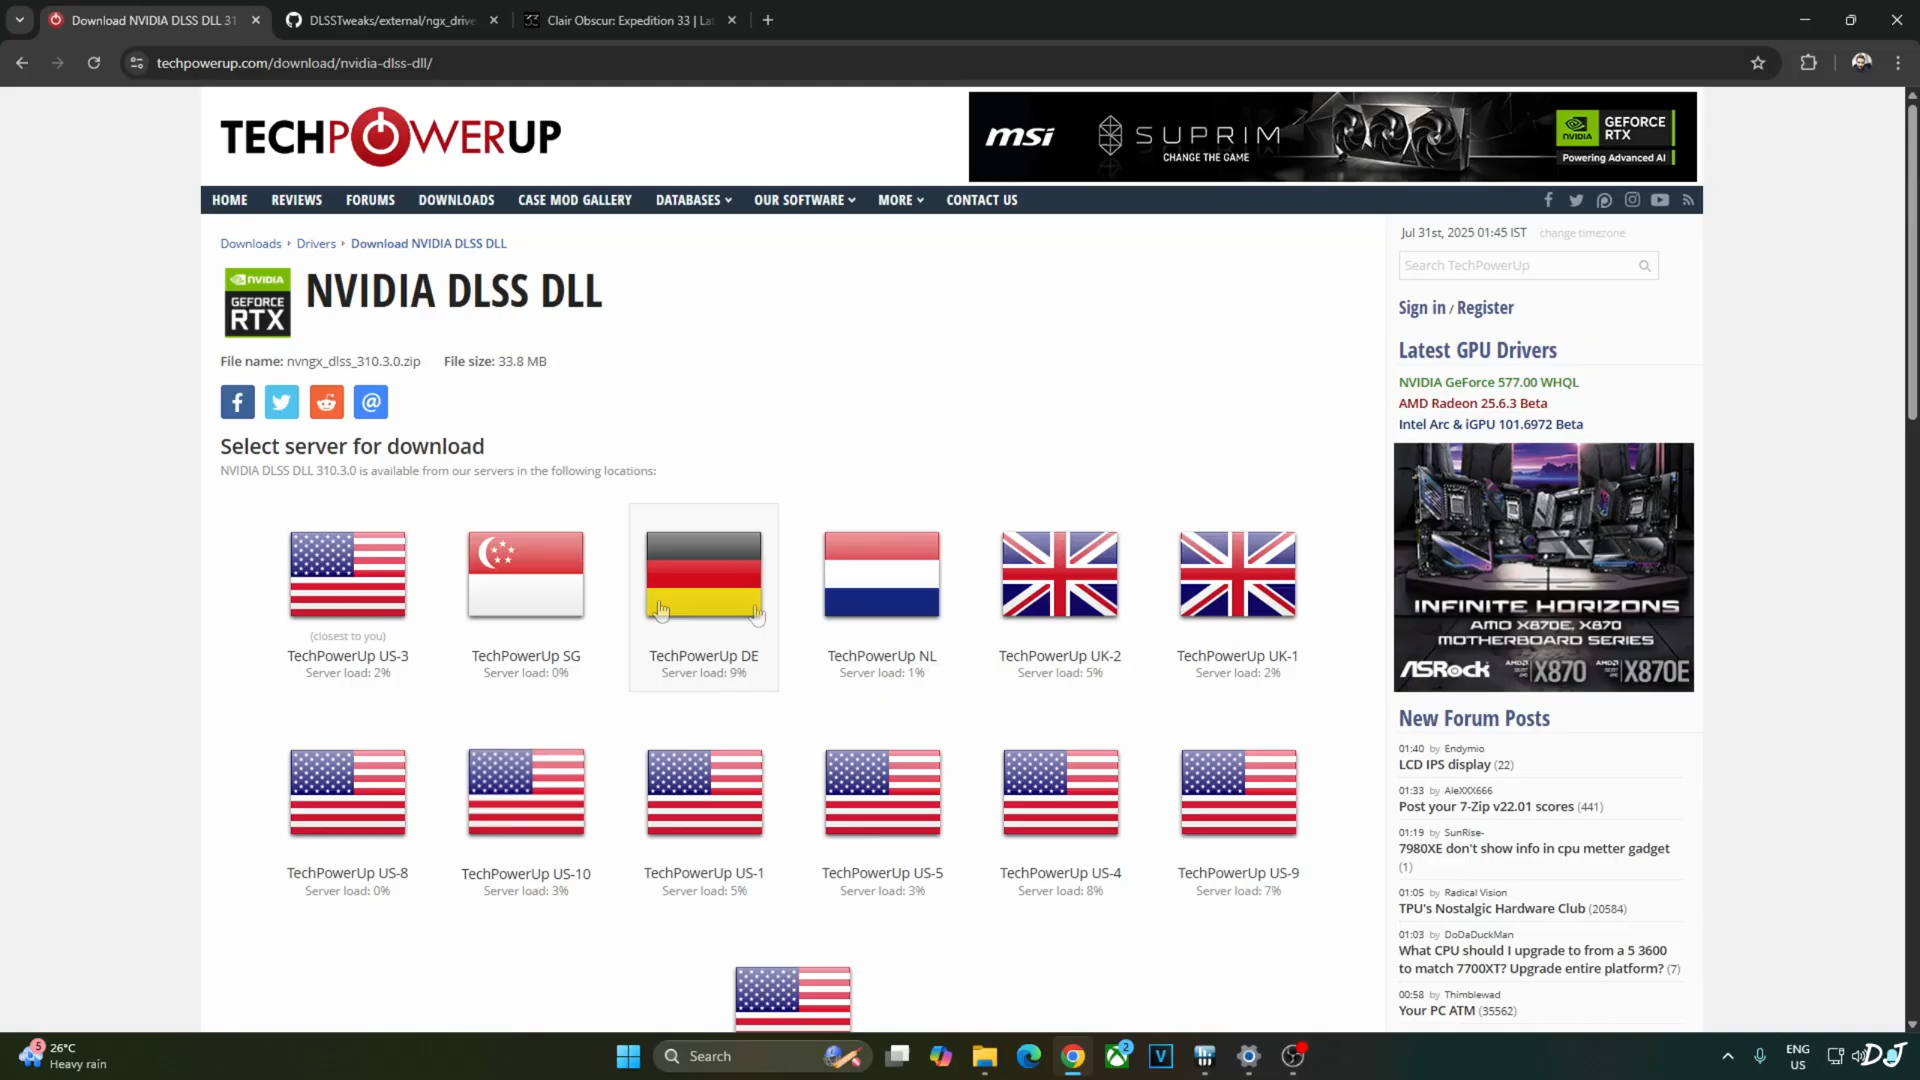 Download NVIDIA DLSS DLL 31
DLSSTweaks/external/ngx_drive
Clair Obscur: Expedition 33 | La
techpowerup.com/download/nvidia-dlss-dll/
TECHPOWERUP
msi
SUPRIM
CHANGE THE GAME
NVIDIA
GEFORCE
RTX
Powering Advanced AI
HOME
REVIEWS
FORUMS
DOWNLOADS
CASE MOD GALLERY
DATABASES
OUR SOFTWARE
MORE
CONTACT US
Downloads
Drivers
Download NVIDIA DLSS DLL
Jul 31st, 2025 01:45 IST
change timezone
Search TechPowerUp
NVIDIA
GEFORCE
RTX
NVIDIA DLSS DLL
Sign in / Register
File name: nvngx_dlss_310.3.0.zip
File size: 33.8 MB
Latest GPU Drivers
NVIDIA GeForce 577.00 WHQL
AMD Radeon 25.6.3 Beta
Intel Arc & iGPU 101.6972 Beta
Select server for download
NVIDIA DLSS DLL 310.3.0 is available from our servers in the following locations:
(closest to you)
TechPowerUp US-3
Server load: 2%
TechPowerUp SG
Server load: 0%
TechPowerUp DE
Server load: 9%
TechPowerUp NL
Server load: 1%
TechPowerUp UK-2
Server load: 5%
TechPowerUp UK-1
Server load: 2%
TechPowerUp US-8
Server load: 0%
TechPowerUp US-10
Server load: 3%
TechPowerUp US-1
Server load: 5%
TechPowerUp US-5
Server load: 3%
TechPowerUp US-4
Server load: 8%
TechPowerUp US-9
Server load: 7%
INFINITE HORIZONS
AMD X870E, X870
MOTHERBOARD SERIES
ASRock
AMD
X870
AMD
X870E
New Forum Posts
01:40 by Endymio
LCD IPS display (22)
01:33 by AleXXX666
Post your 7-Zip v22.01 scores (441)
01:19 by SunRise-
7980XE don't show info in cpu metter gadget
(1)
01:05 by Radical Vision
TPU's Nostalgic Hardware Club (20584)
01:03 by DoDaDuckMan
What CPU should I upgrade to from a 5 3600
to match 7700XT? Upgrade entire platform? (7)
00:58 by Thimblewad
Your PC ATM (35562)
5
26°C
Heavy rain
Search
2
V
ENG
US
DJ